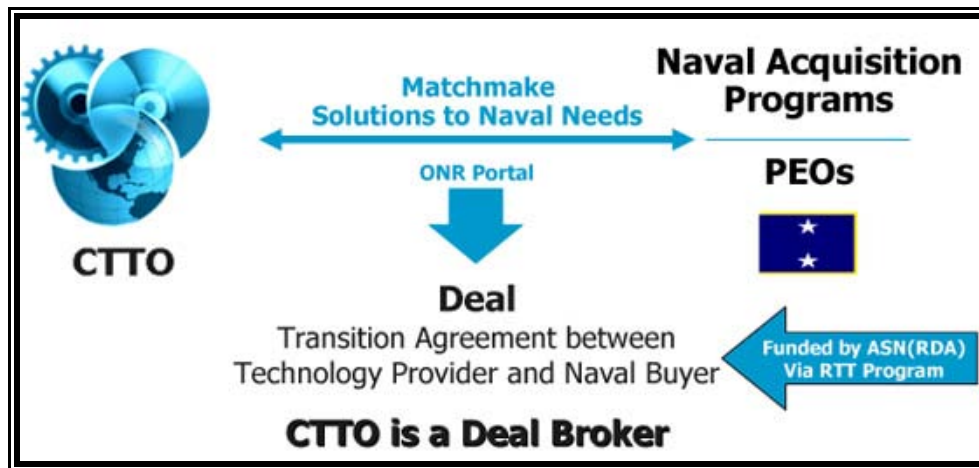 Matchmake
Solutions to Naval Needs
ONR Portal
Naval Acquisition
Programs
PEOs
CTTO
Deal
Transition Agreement between
Technology Provider and Naval Buyer
Funded by ASN(RDA)
Via RTT Program
CTTO is a Deal Broker